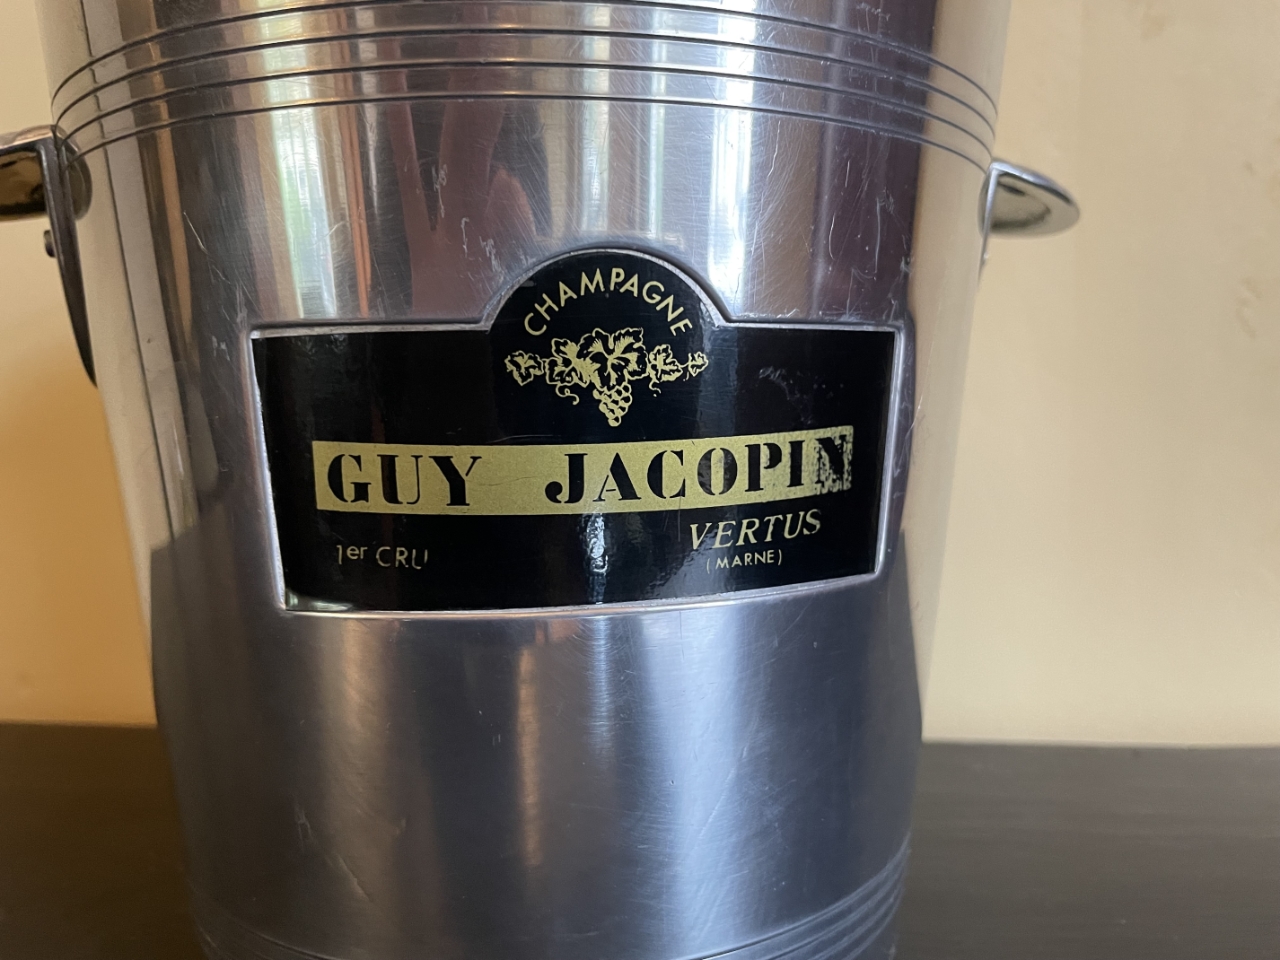 CHAMPAGNE
GUY JACOPIN
1er CRU
VERTUS
(MARNE)